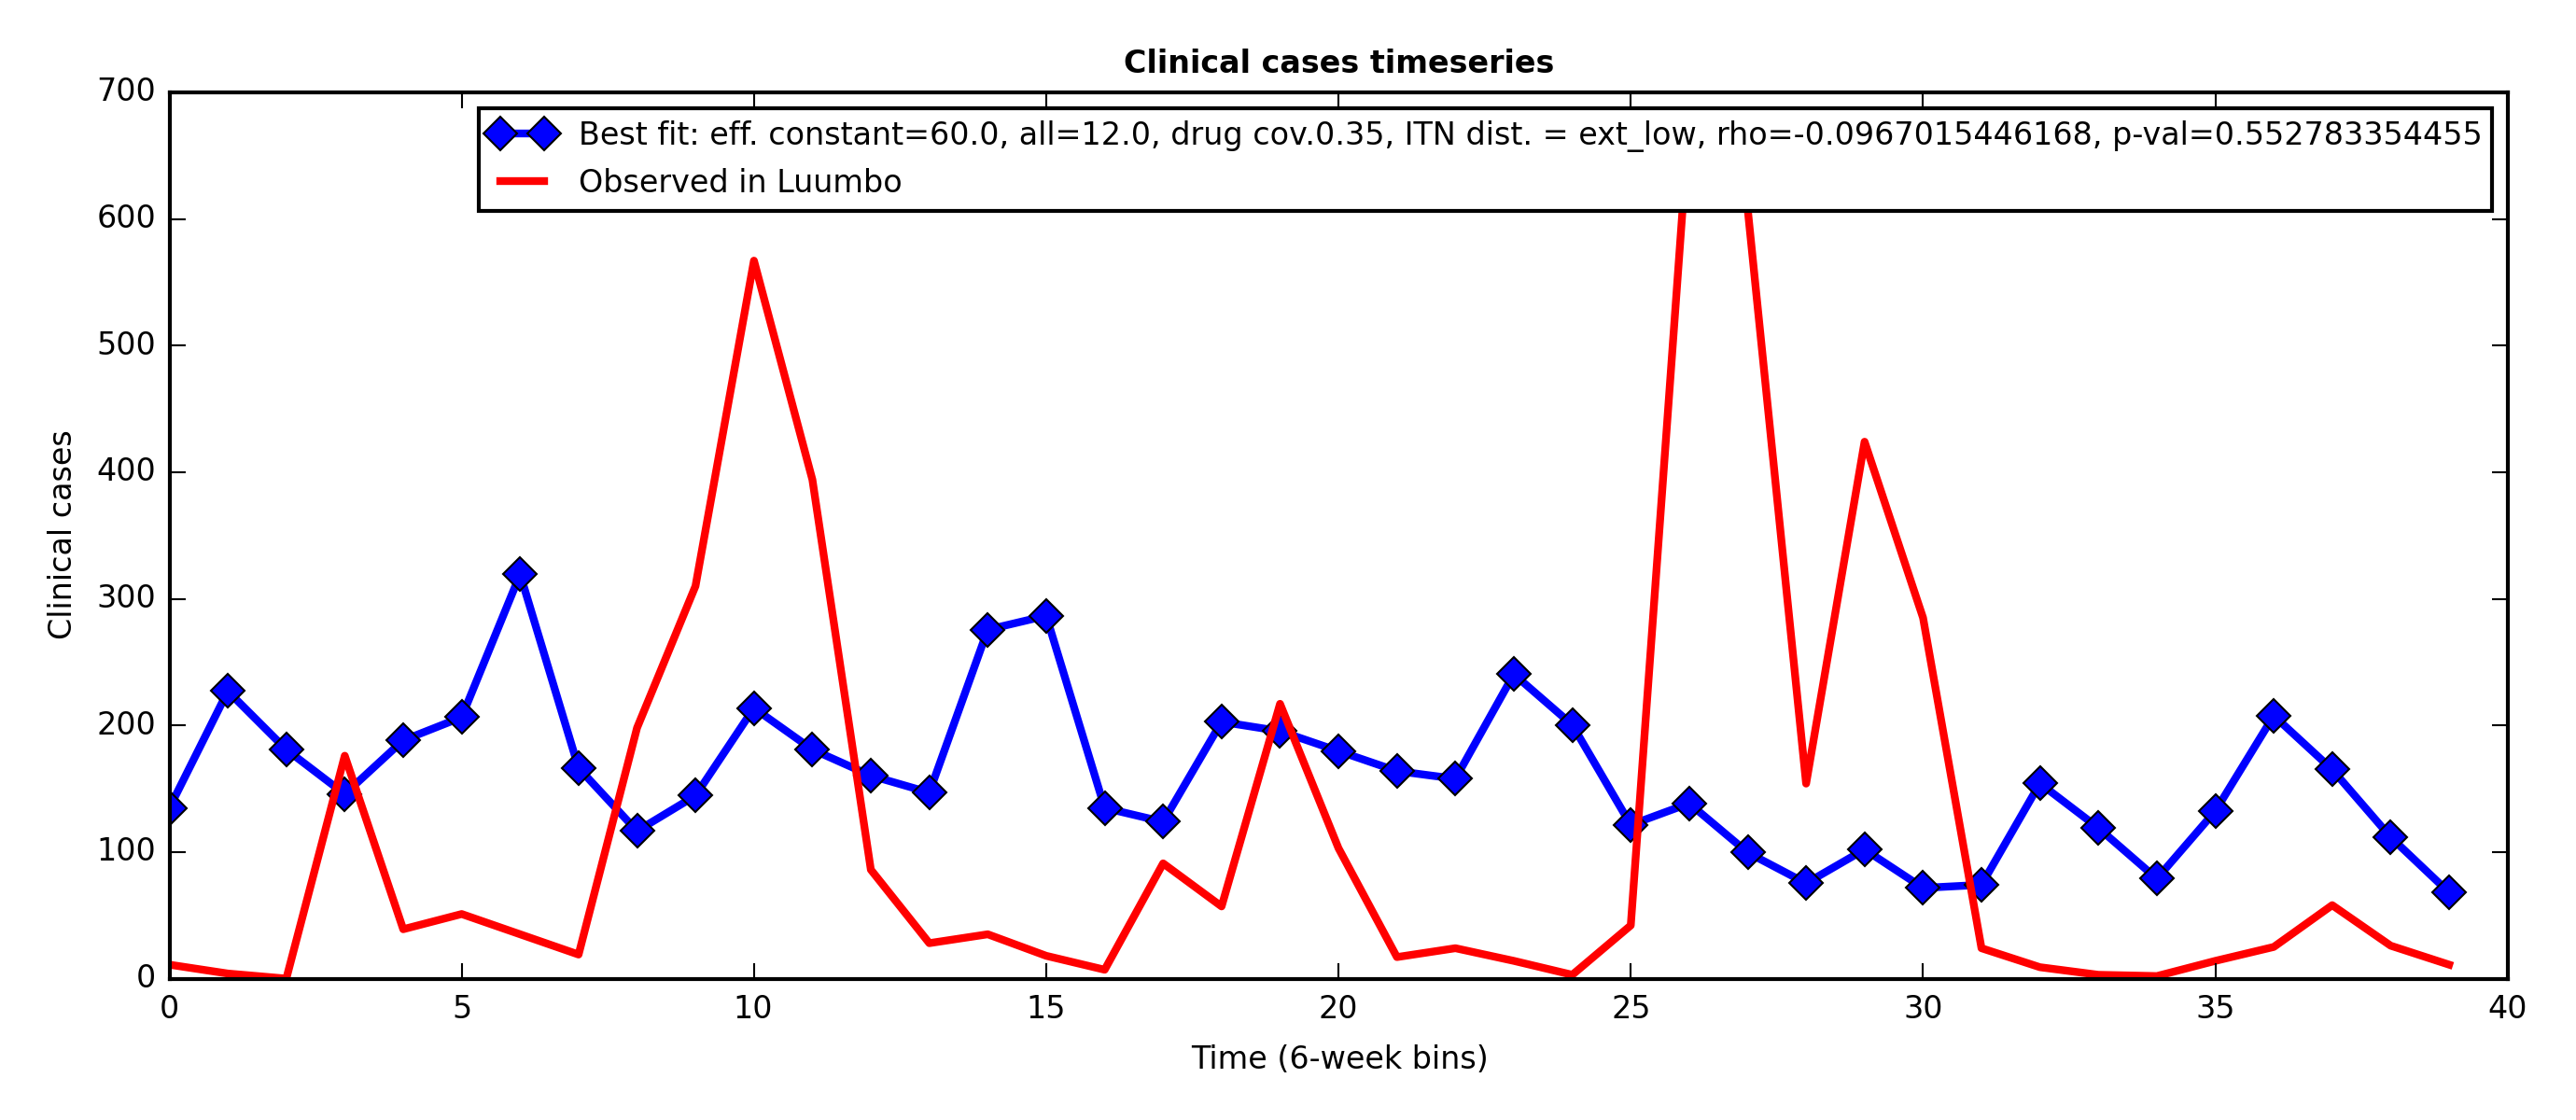 Clinical cases timeseries
700
600
500
400
300
200
100
0
Clinical cases
Best fit: eff. constant=60.0, all=12.0, drug cov.0.35, ITN dist. = ext_low, rho=-0.0967015446168, p-val=0.552783354455
Observed in Luumbo
0 5 10 15 20 25 30 35 40
Time (6-week bins)